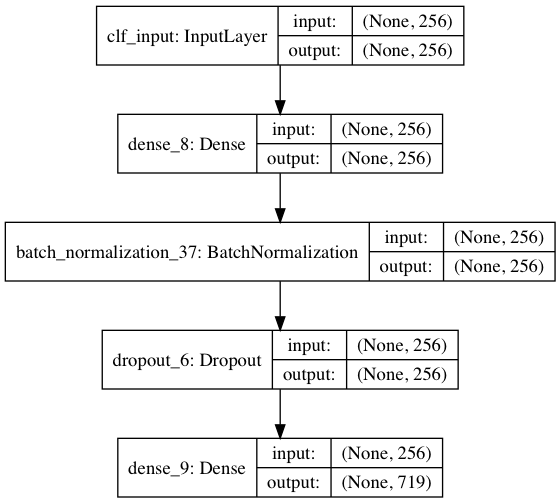 clf_input: InputLayer
input: (None, 256)
output: (None, 256)
dense_8: Dense
input: (None, 256)
output: (None, 256)
batch_normalization_37: BatchNormalization
input: (None, 256)
output: (None, 256)
dropout_6: Dropout
input: (None, 256)
output: (None, 256)
dense_9: Dense
input: (None, 256)
output: (None, 719)